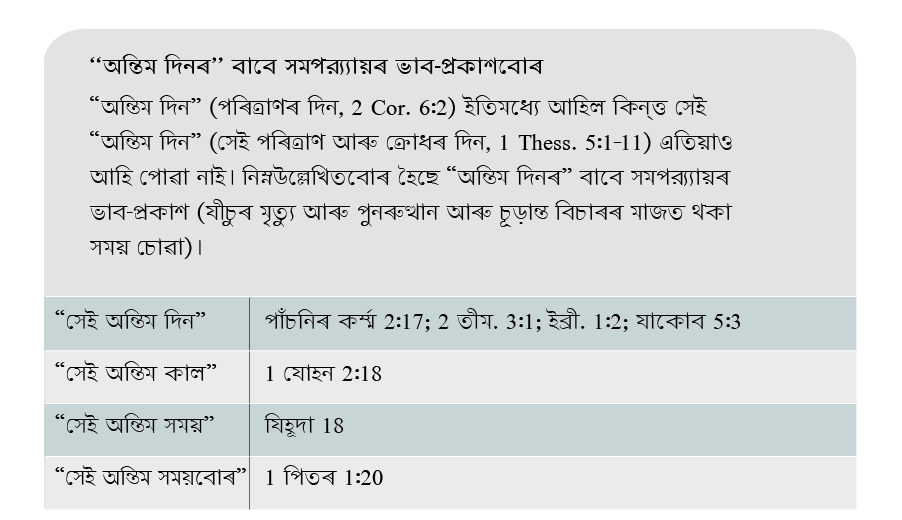 ‘‘অন্তিম দিনৰ’’ বাবে সমপৰ্য্যায়ৰ ভাব-প্ৰকাশবোৰ
“অন্তিম দিন” (পৰিত্ৰাণৰ দিন, 2 Cor. 6:2) ইতিমধ্যে আহিল কিন্তু সেই
“অন্তিম দিন” (সেই পৰিত্ৰাণ আৰু ক্ৰোধৰ দিন, 1 Thess. 5:1-11) এতিয়াও
আহি পোৱা নাই। নিম্নউল্লেখিতবোৰ হৈছে “অন্তিম দিনৰ” বাবে সমপৰ্য্যায়ৰ
ভাব-প্ৰকাশ (যীচুৰ মৃত্যু আৰু পুনৰুত্থান আৰু চূড়ান্ত বিচাৰৰ মাজত থকা
সময় চোৱা)।
“সেই অন্তিম দিন” পাঁচনিৰ কৰ্ম্ম 2:17; 2 তীম. 3:1; ইব্ৰী. 1:2; যাকোব 5:3
“সেই অন্তিম কাল” 1 যোহন 2:18
“সেই অন্তিম সময়” যিহূদা 18
“সেই অন্তিম সময়বোৰ” 1 পিতৰ 1:20